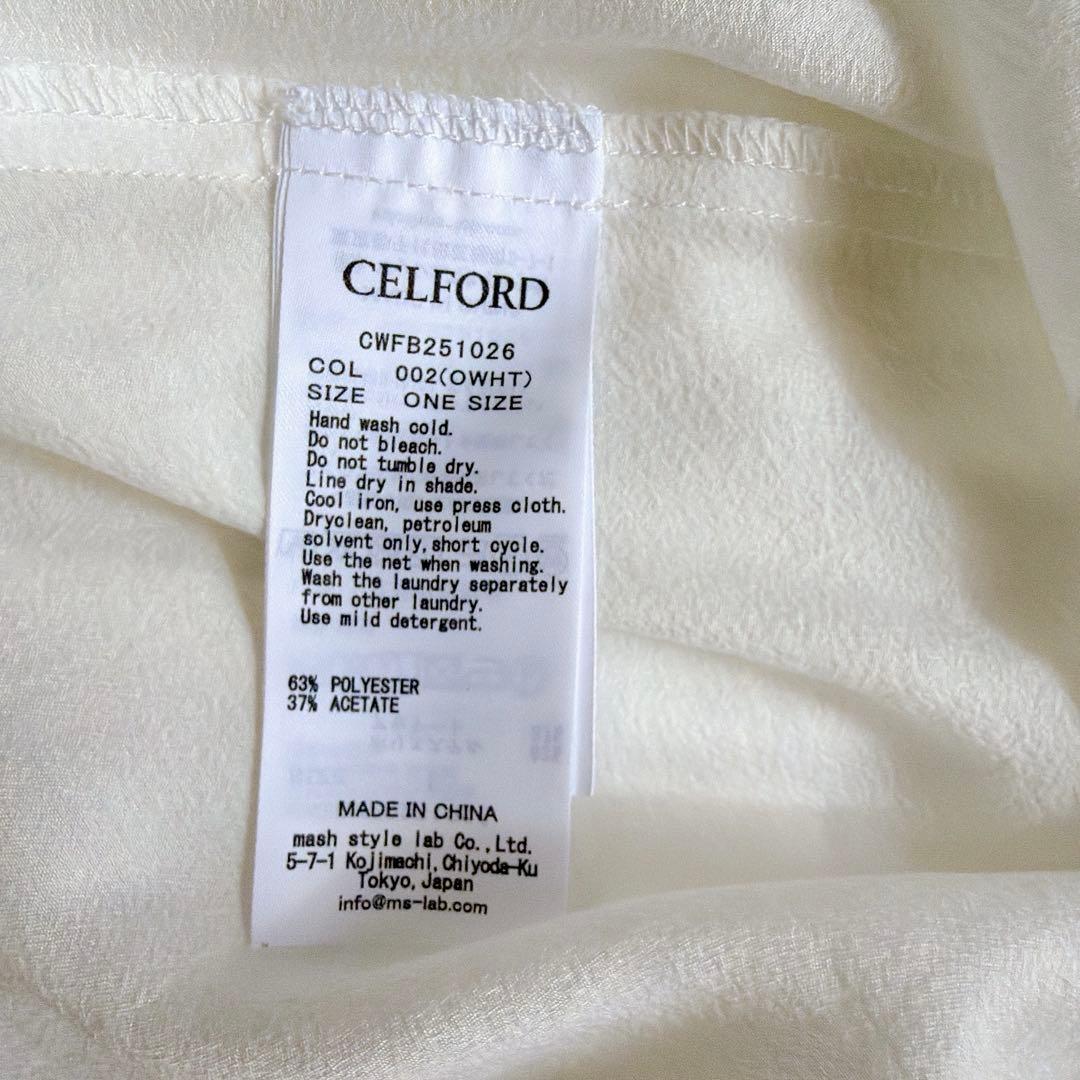 CELFORD
CWFB251026
COL 002(OWHT)
SIZE ONE SIZE
Hand wash cold.
Do not bleach.
Do not tumble dry.
Line dry in shade.
Cool iron, use press cloth.
Dryclean, petroleum
solvent only,short cycle.
Use the net when washing.
Wash the laundry separately
from other laundry.
Use mild detergent.
63% POLYESTER
37% ACETATE
MADE IN CHINA
mash style lab Co.,Ltd.
5-7-1 Kojimachi,Chiyoda-Ku
Tokyo,Japan
info@ms-lab.com